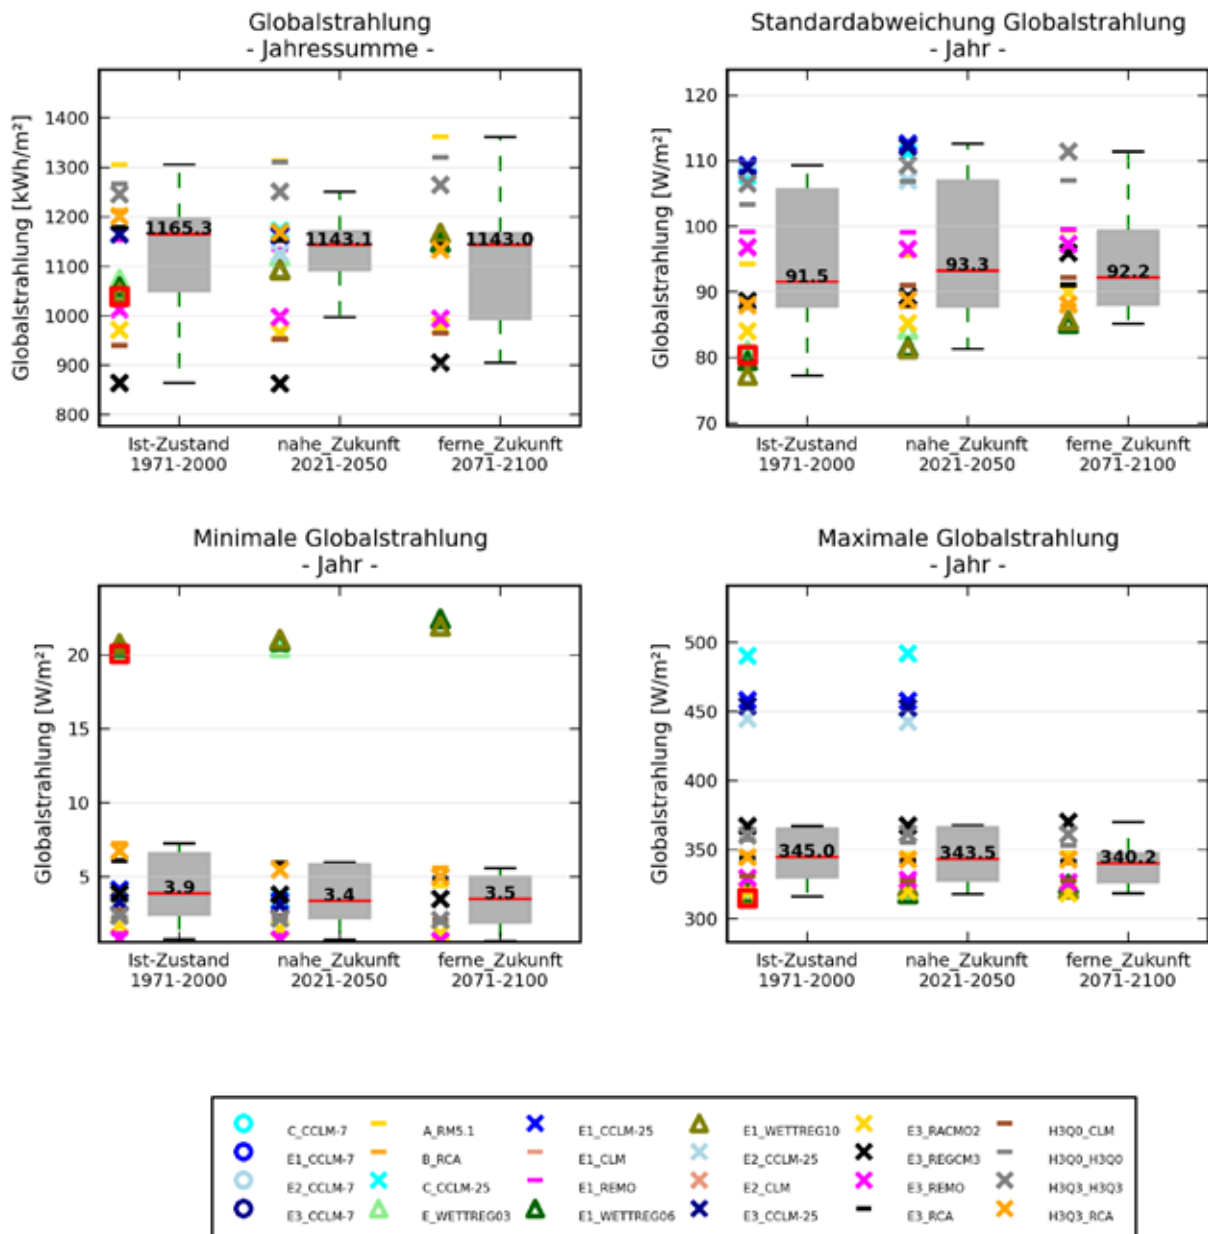 Globalstrahlung
- Jahressumme -
Globalstrahlung [kWh/m²]
1400
1300
1200
1100
1000
900
800
1165.3
1143.1
1143.0
Ist-Zustand
1971-2000
nahe_Zukunft
2021-2050
ferne_Zukunft
2071-2100
Standardabweichung Globalstrahlung
- Jahr -
Globalstrahlung [W/m²]
120
110
100
90
80
70
91.5
93.3
92.2
Ist-Zustand
1971-2000
nahe_Zukunft
2021-2050
ferne_Zukunft
2071-2100
Minimale Globalstrahlung
- Jahr -
Globalstrahlung [W/m²]
20
15
10
5
3.9
3.4
3.5
Ist-Zustand
1971-2000
nahe_Zukunft
2021-2050
ferne_Zukunft
2071-2100
Maximale Globalstrahlung
- Jahr -
Globalstrahlung [W/m²]
500
450
400
350
300
345.0
343.5
340.2
Ist-Zustand
1971-2000
nahe_Zukunft
2021-2050
ferne_Zukunft
2071-2100
C_CCLM-7
E1_CCLM-7
E2_CCLM-7
E3_CCLM-7
A_RM5.1
B_RCA
C_CCLM-25
E_WETTREG03
E1_CCLM-25
E1_CLM
E1_REMO
E1_WETTREG06
E1_WETTREG10
E2_CCLM-25
E2_CLM
E3_CCLM-25
E3_RACMO2
E3_REGCM3
E3_REMO
E3_RCA
H3Q0_CLM
H3Q0_H3Q0
H3Q3_H3Q3
H3Q3_RCA